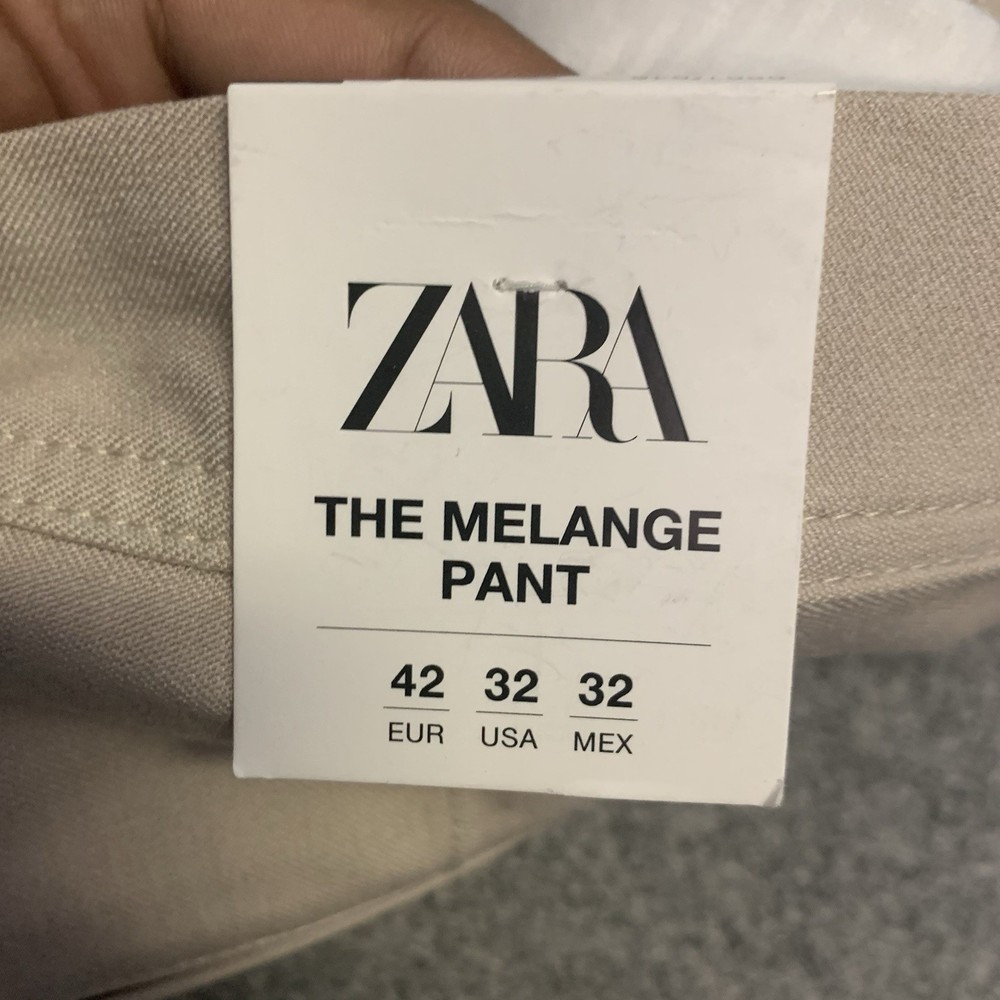 ZARA
THE MELANGE
PANT
42 32 32
EUR USA MEX